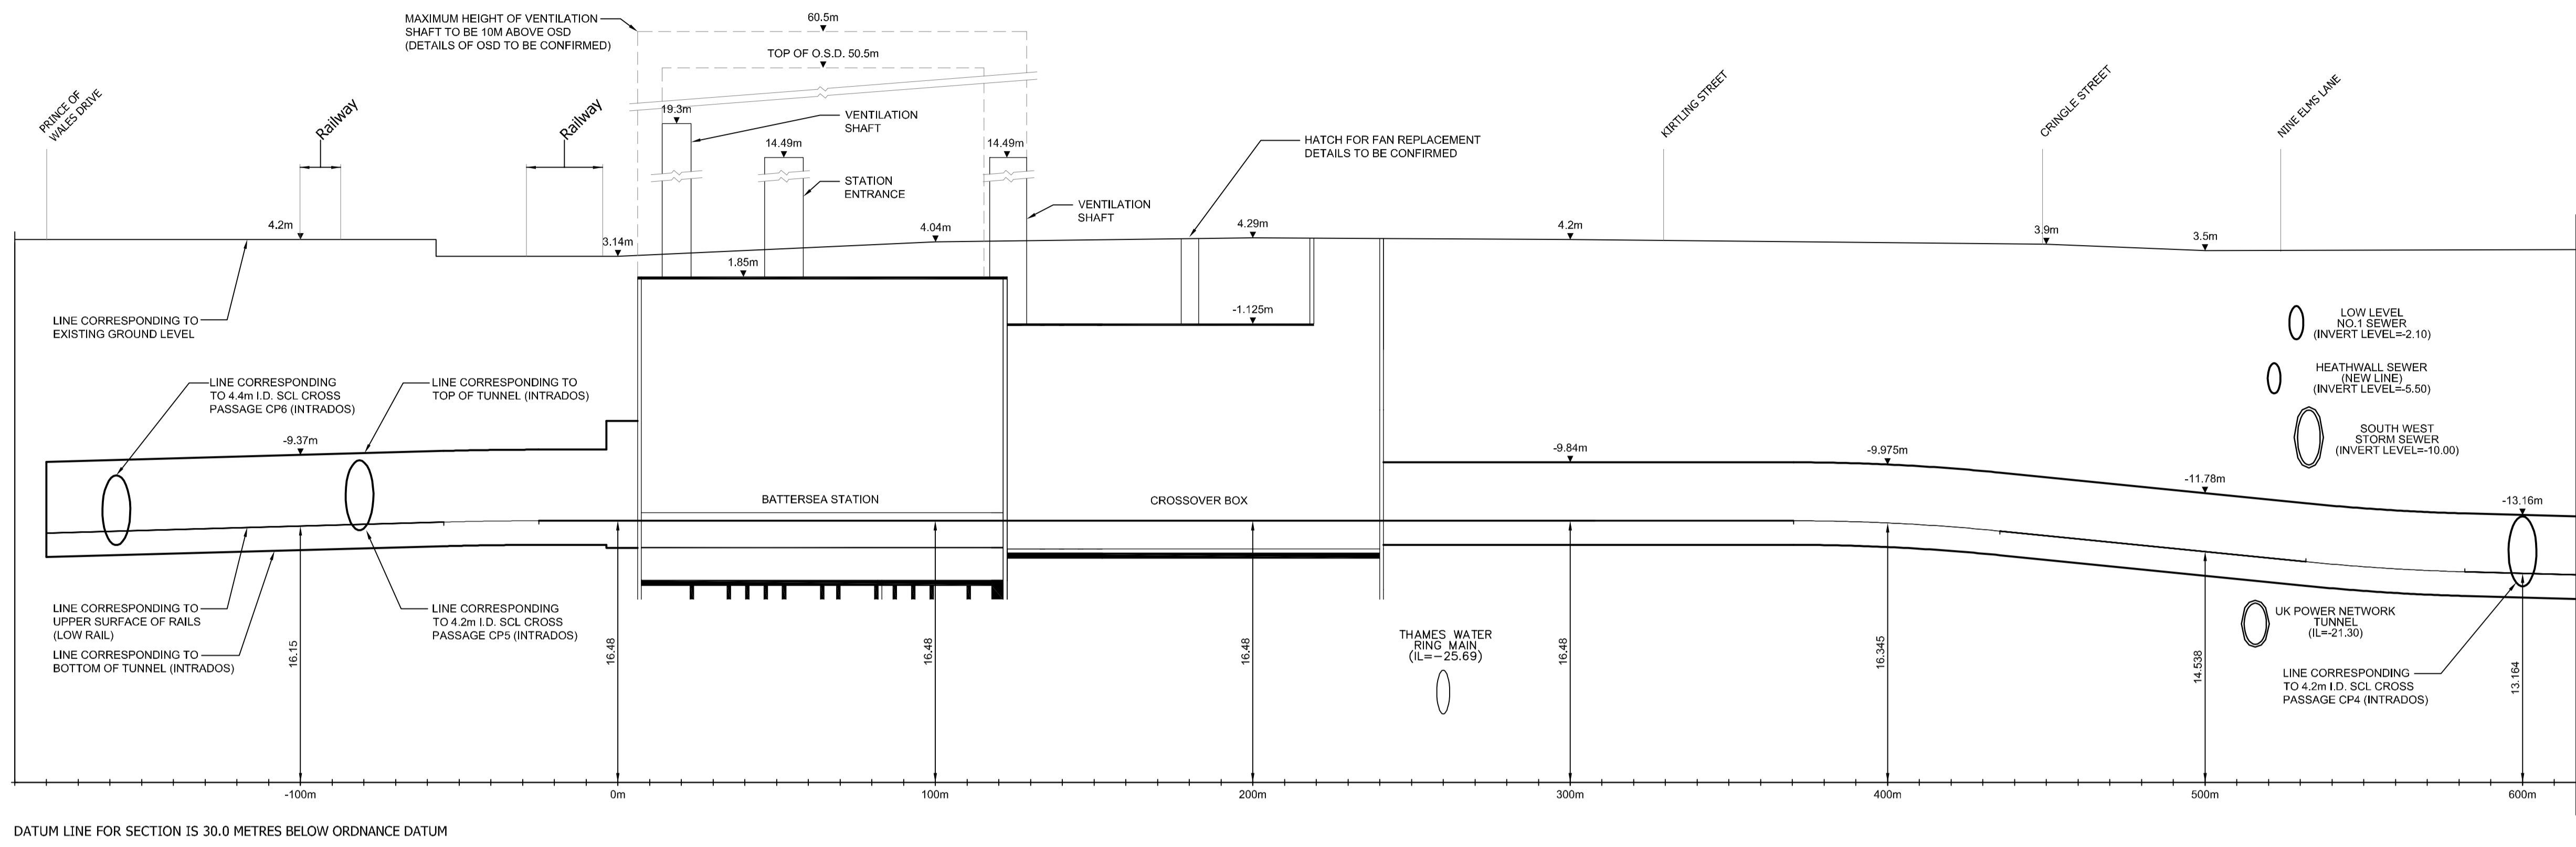 MAXIMUM HEIGHT OF VENTILATION
SHAFT TO BE 10M ABOVE OSD
(DETAILS OF OSD TO BE CONFIRMED)
60.5m
TOP OF O.S.D. 50.5m
PRINCE OF
WALES DRIVE
Railway
Railway
19.3m
VENTILATION
SHAFT
14.49m
STATION
ENTRANCE
14.49m
VENTILATION
SHAFT
HATCH FOR FAN REPLACEMENT
DETAILS TO BE CONFIRMED
KIRTLING STREET
CRINGLE STREET
NINE ELMS LANE
4.2m
3.14m
4.04m
4.29m
4.2m
3.9m
3.5m
1.85m
-1.125m
LINE CORRESPONDING TO
EXISTING GROUND LEVEL
LOW LEVEL
NO.1 SEWER
(INVERT LEVEL=-2.10)
HEATHWALL SEWER
(NEW LINE)
(INVERT LEVEL=-5.50)
SOUTH WEST
STORM SEWER
(INVERT LEVEL=-10.00)
LINE CORRESPONDING
TO 4.4m I.D. SCL CROSS
PASSAGE CP6 (INTRADOS)
LINE CORRESPONDING TO
TOP OF TUNNEL (INTRADOS)
-9.37m
-9.84m
-9.975m
-11.78m
-13.16m
BATTERSEA STATION
CROSSOVER BOX
LINE CORRESPONDING TO
UPPER SURFACE OF RAILS
(LOW RAIL)
LINE CORRESPONDING TO
BOTTOM OF TUNNEL (INTRADOS)
LINE CORRESPONDING
TO 4.2m I.D. SCL CROSS
PASSAGE CP5 (INTRADOS)
THAMES WATER
RING MAIN
(IL=-25.69)
UK POWER NETWORK
TUNNEL
(IL=-21.30)
LINE CORRESPONDING
TO 4.2m I.D. SCL CROSS
PASSAGE CP4 (INTRADOS)
16.15
16.48
16.48
16.48
16.48
16.345
14.538
13.164
-100m
0m
100m
200m
300m
400m
500m
600m
DATUM LINE FOR SECTION IS 30.0 METRES BELOW ORDNANCE DATUM